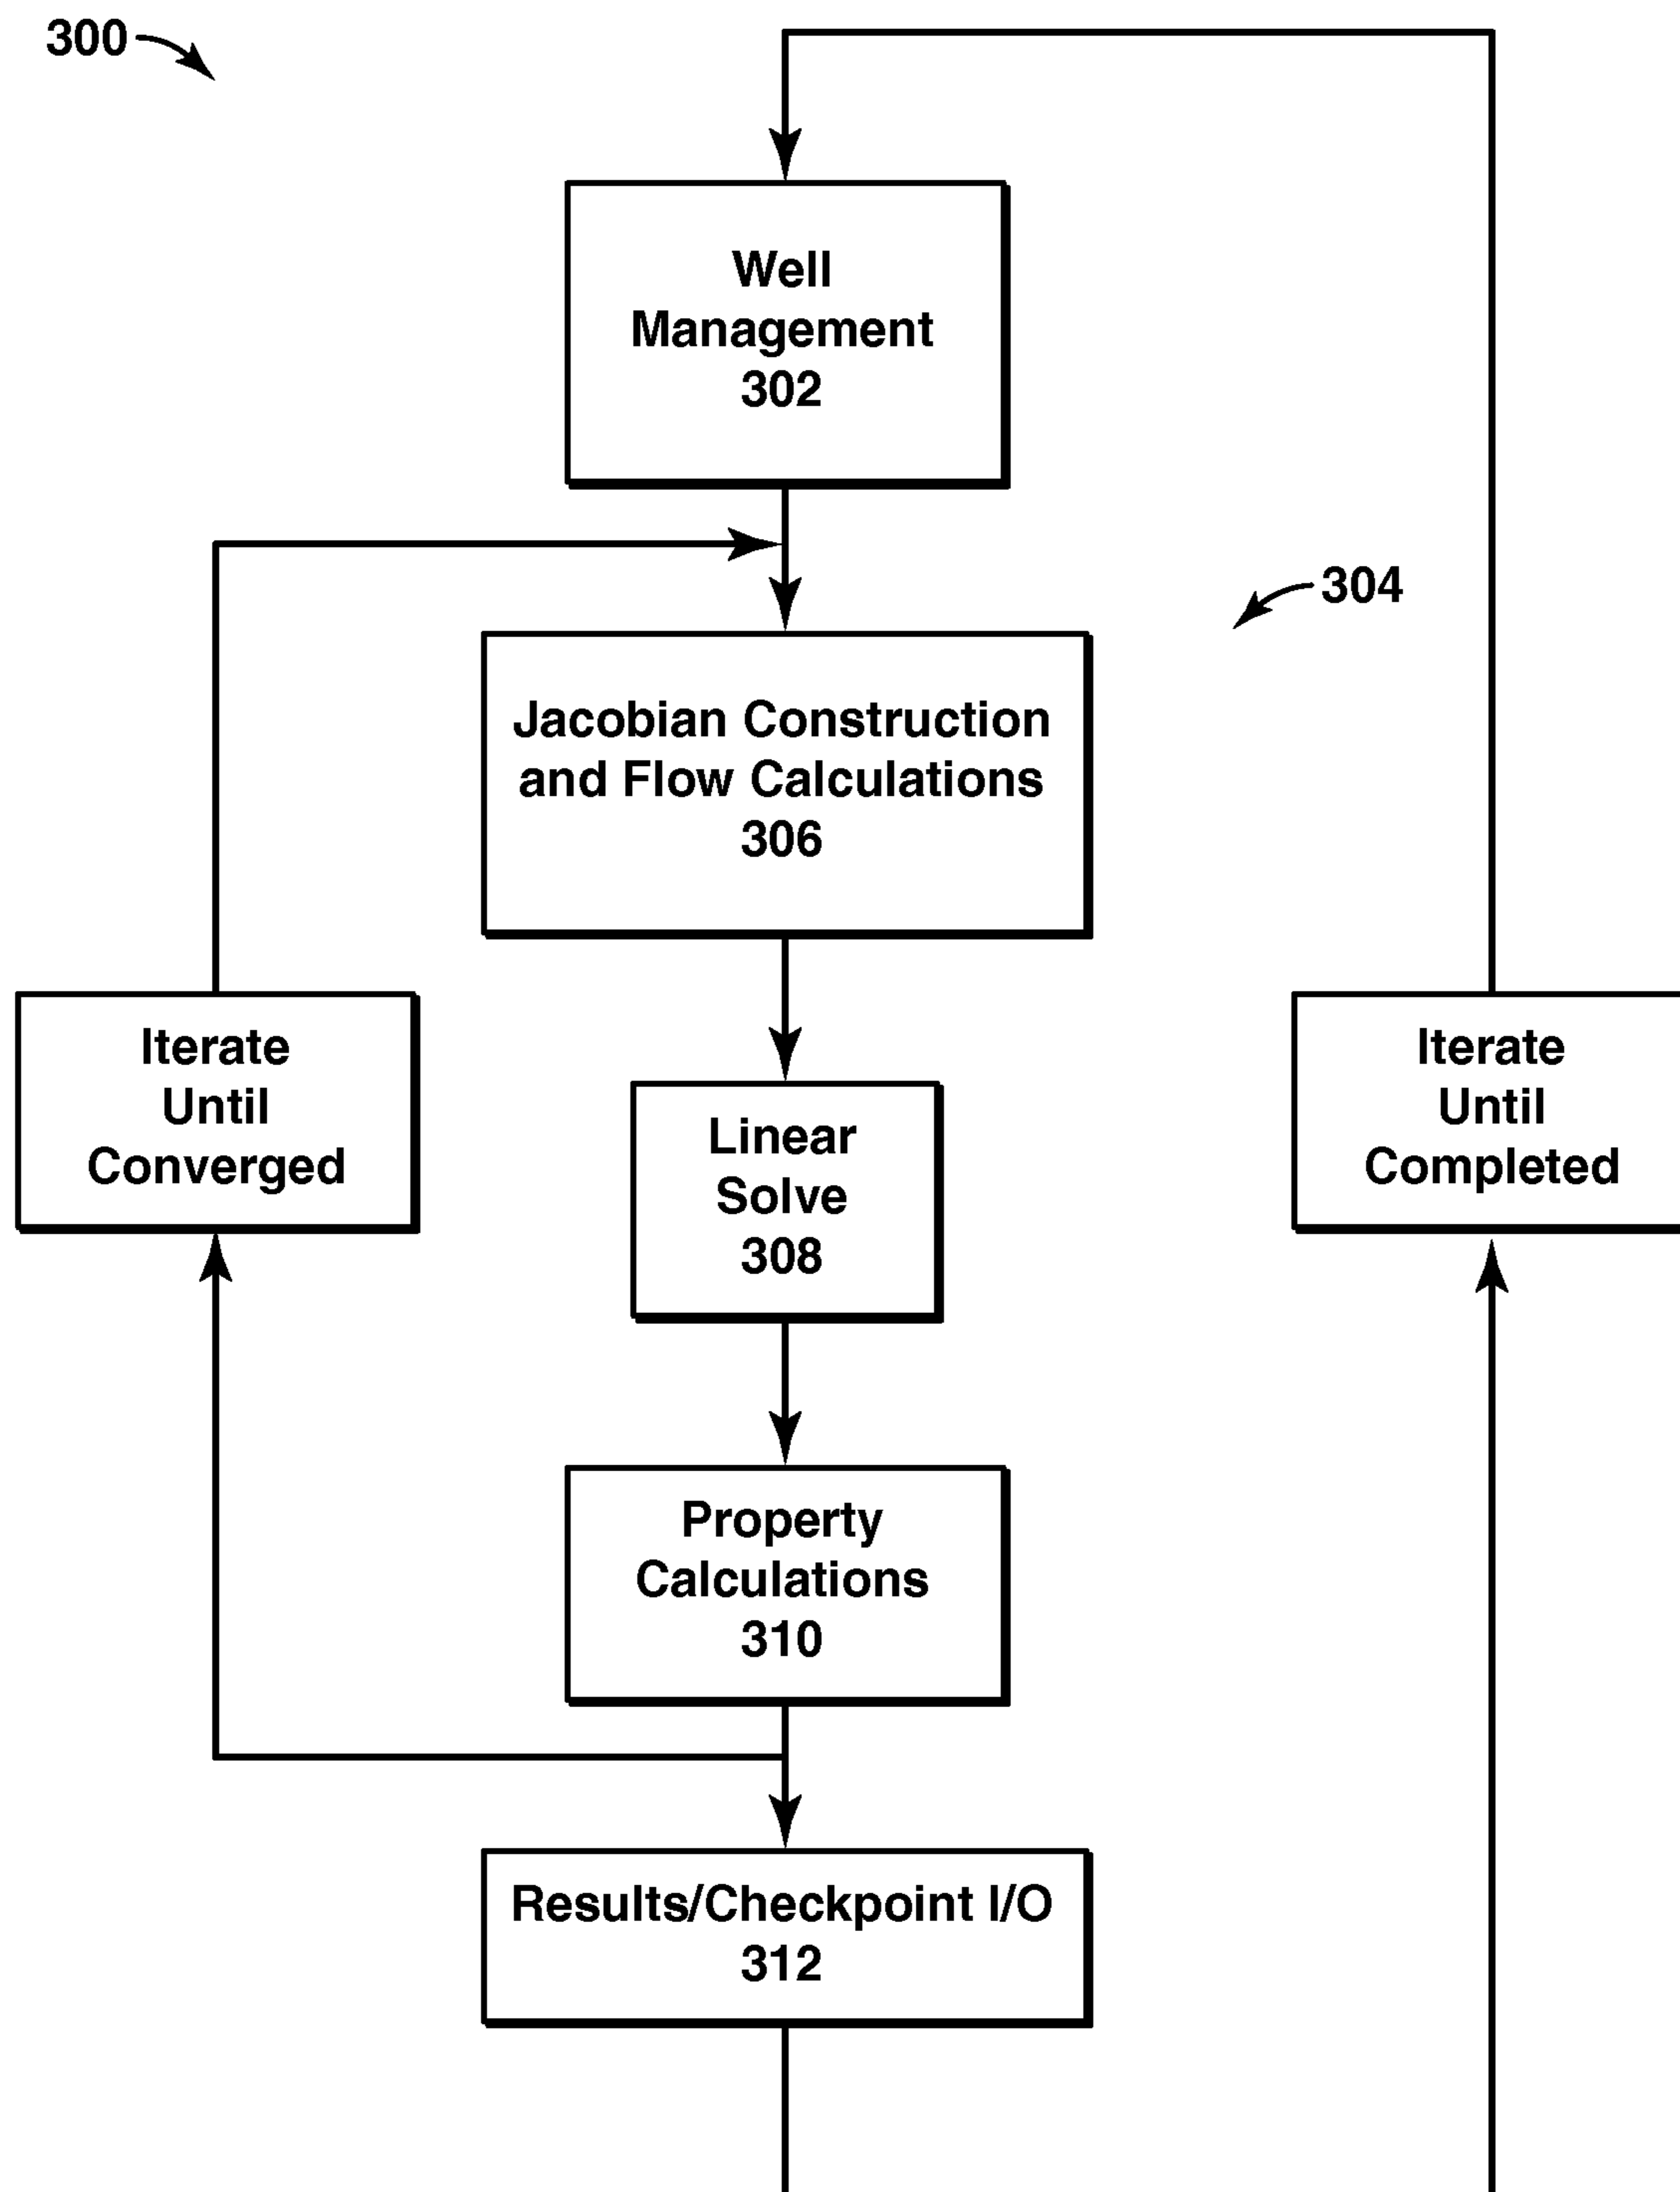 300
Well
Management
302
304
Jacobian Construction
and Flow Calculations
306
Iterate
Until
Converged
Iterate
Until
Completed
Linear
Solve
308
Property
Calculations
310
Results/Checkpoint I/O
312